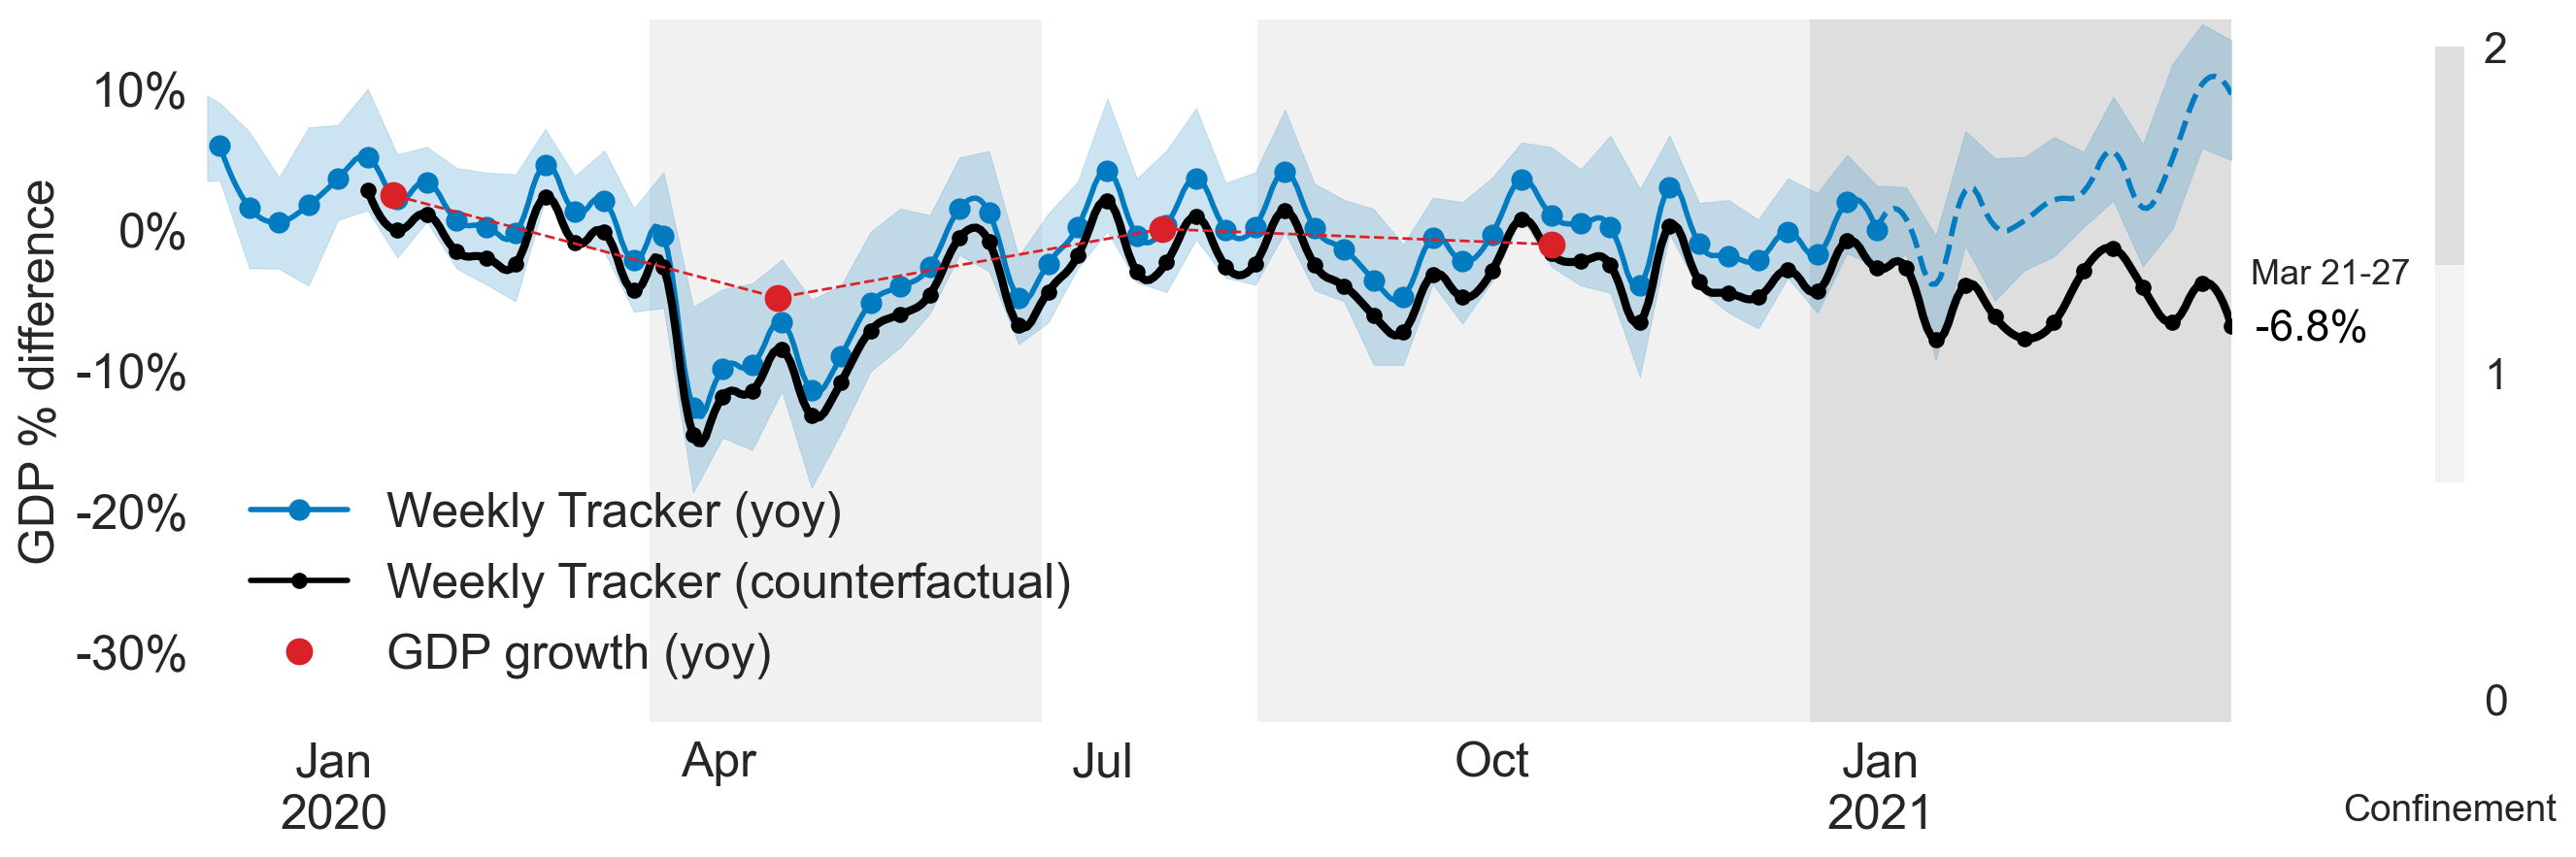 GDP % difference
10%
0%
-10%
-20%
-30%
Weekly Tracker (yoy)
Weekly Tracker (counterfactual)
GDP growth (yoy)
Jan
2020
Apr
Jul
Oct
Jan
2021
Mar 21-27
-6.8%
2
1
0
Confinement